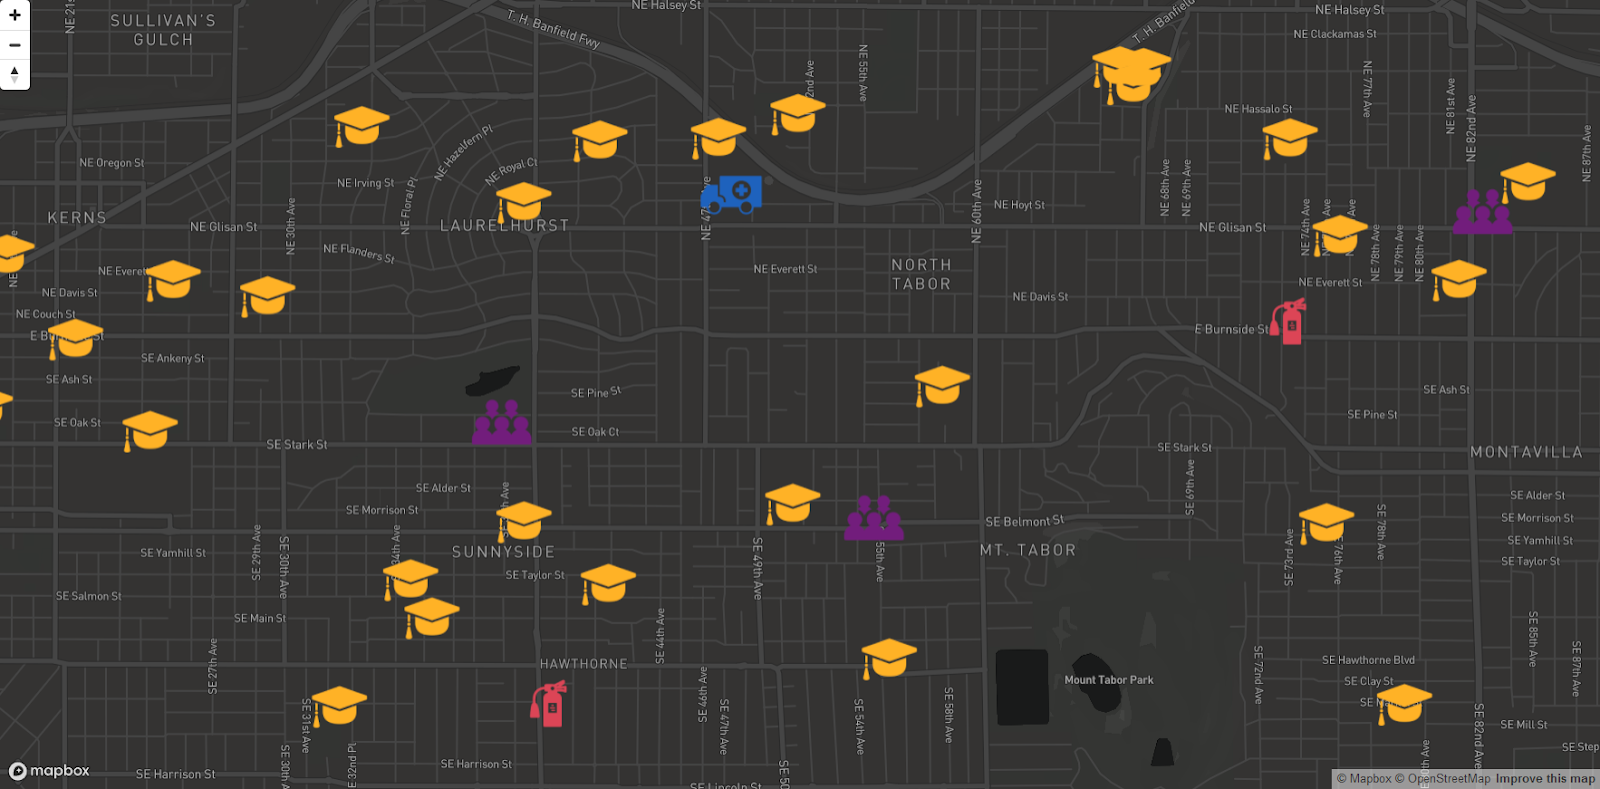 NE Halsey St
NE Halsey St
SULLIVAN'S
GULCH
T. H. Banfield Fwy
T. H. Banfield
NE Clackamas St
NE 21s
NE 55th Ave
2nd Ave
NE 77th Ave
NE 81st Ave
NE 82nd Ave
NE Hassalo St
NE 87th Ave
NE Oregon St
NE Hazelfern Pl
NE Royal Ct
NE Irving St
NE Floral Pl
NE 68th Ave
NE 69th Ave
NE 60th Ave
NE Hoyt St
KERNS
NE Glisan St
NE 30th Ave
LAURELHURST
NE 47
NE Glisan St
NE 74th Ave
Ave
NE 78th Ave
NE 79th Ave
NE 80th Ave
NE Flanders St
NE Everet
NE Everett St
NORTH
TABOR
NE Everett St
NE Davis St
NE Davis St
NE Couch St
E B
St
E Burnside St
SE Ankeny St
SE Ash St
SE Pine St
SE Ash St
SE Oak St
SE Oak Ct
SE Pine St
SE Stark St
SE Stark St
MONTAVILLA
SE Alder St
SE 69th Ave
SE Alder St
SE Morrison St
SE Belmont St
SE Morrison St
SE 78th Ave
SE Yamhill St
SE 29th Ave
SE 30th Ave
34th Ave
SUNNYSIDE
SE 49th Ave
55th Ave
MT. TABOR
SE 73rd Ave
76th Ave
SE Yamhill St
SE Taylor St
SE Taylor St
SE Salmon St
SE Main St
SE 44th Ave
SE 85th Ave
SE 27th Ave
HAWTHORNE
SE 72nd Ave
SE Hawthorne Blvd
SE 87th Ave
Mount Tabor Park
SE Clay St
SE 46th Ave
SE 47th Ave
SE 54th Ave
SE 58th Ave
SE 31st Ave
SE M
SE 82nd Ave
SE Mill St
SE 30th A
SE 32nd Pl
SE Step
SE Harrison St
SE Harrison St
SE 50
SE Lincoln St
mapbox
© Mapbox © OpenStreetMap Improve this map